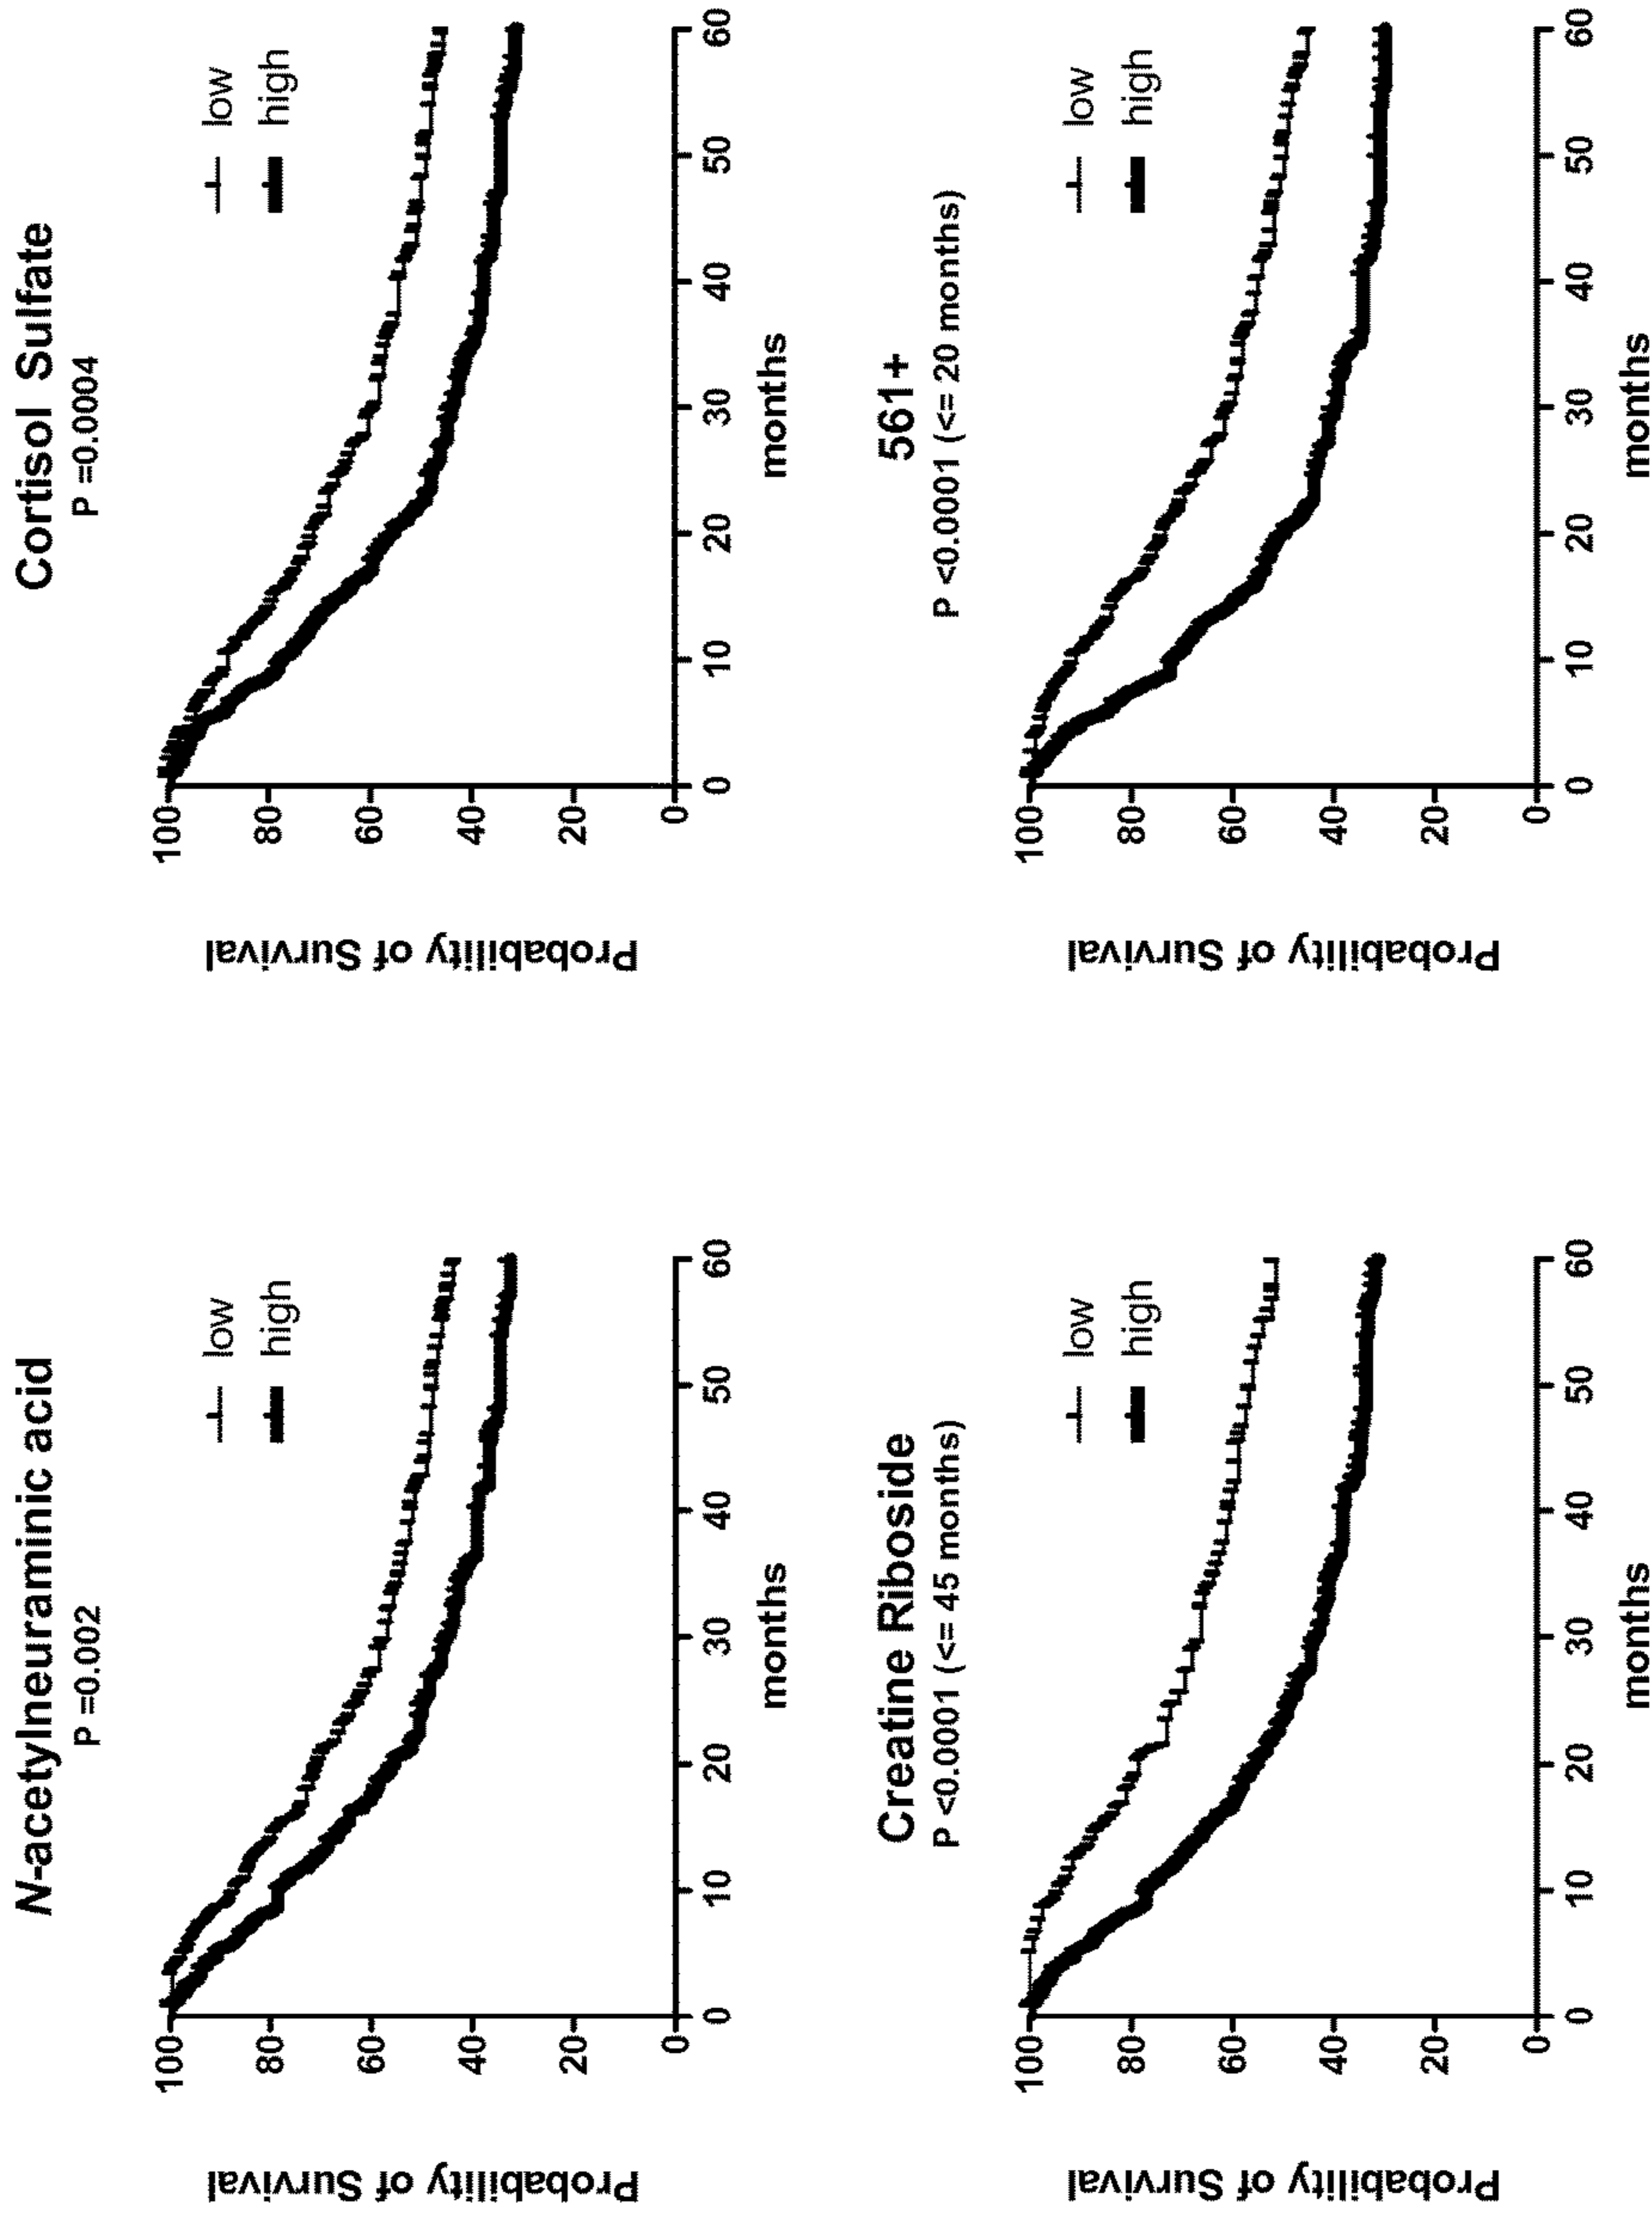 N-acetylneuraminic acid
P =0.002
Probability of Survival
100
80
60
40
20
0
0 10 20 30 40 50 60
months
low
high
Cortisol Sulfate
P =0.0004
Probability of Survival
100
80
60
40
20
0
0 10 20 30 40 50 60
months
low
high
Creatine Riboside
P <0.0001 (<= 45 months)
Probability of Survival
100
80
60
40
20
0
0 10 20 30 40 50 60
months
low
high
561+
P <0.0001 (<= 20 months)
Probability of Survival
100
80
60
40
20
0
0 10 20 30 40 50 60
months
low
high